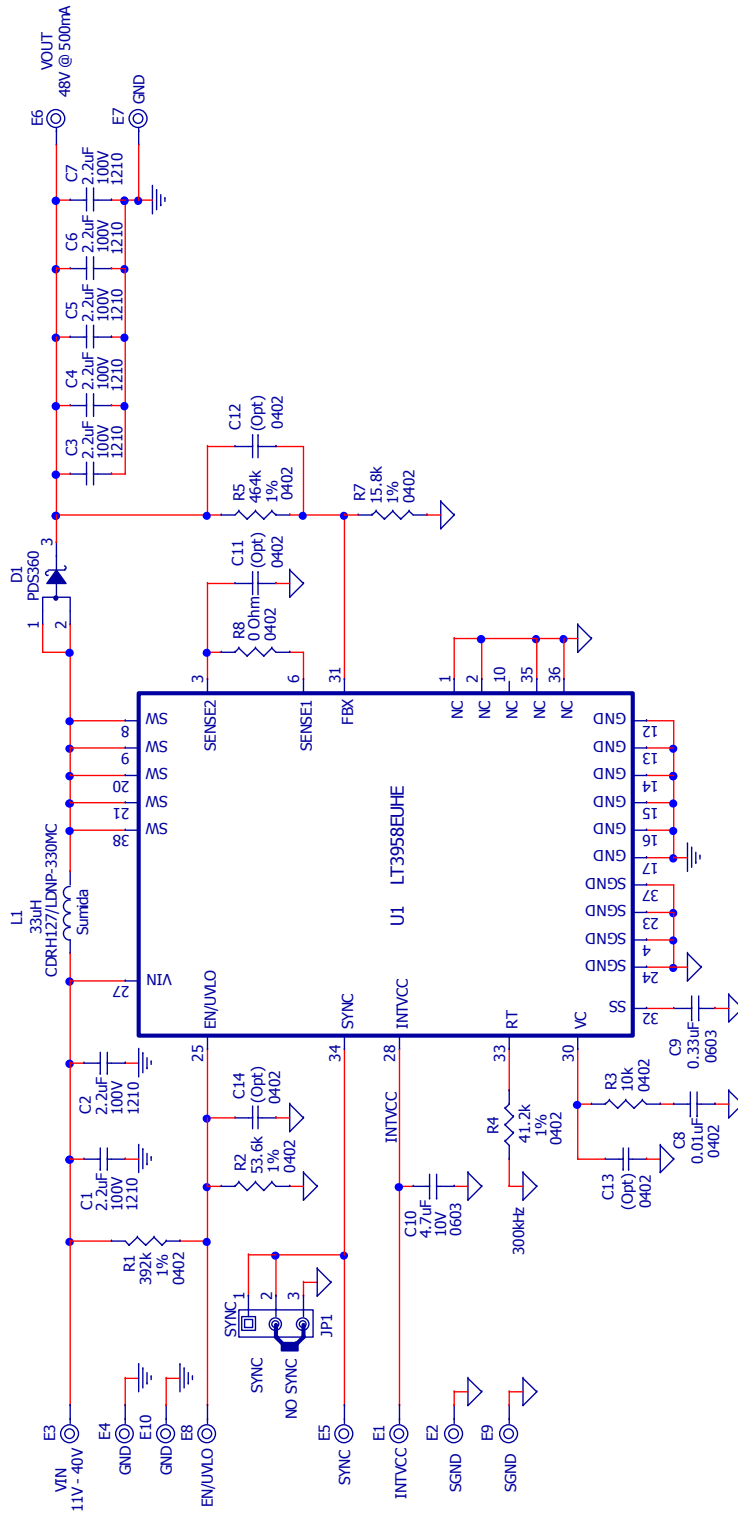 VIN
11V - 40V
E3
E4
GND
E10
GND
E8
EN/UVLO
E5
SYNC
E1
INTVCC
E2
SGND
E9
SGND
R1
392k
1%
0402
C1
2.2uF
100V
1210
C2
2.2uF
100V
1210
L1
33uH
CDRH127/LDNP-330MC
Sumida
D1
PDS360
1
2
3
C3
2.2uF
100V
1210
C4
2.2uF
100V
1210
C5
2.2uF
100V
1210
C6
2.2uF
100V
1210
C7
2.2uF
100V
1210
E6
VOUT
48V @ 500mA
E7
GND
R2
53.6k
1%
0402
C14
(Opt)
0402
SYNC
1
2
3
SYNC
NO SYNC
JP1
C10
4.7uF
10V
0603
INTVCC
R4
41.2k
1%
0402
300kHz
C13
(Opt)
0402
R3
10k
0402
C8
0.01uF
0402
C9
0.33uF
0603
U1 LT3958EUHE
27
VIN
38
SW
21
SW
20
SW
9
SW
8
SW
25
EN/UVLO
34
SYNC
28
INTVCC
33
RT
30
VC
32
SS
24
SGND
4
SGND
23
SGND
37
SGND
17
GND
16
GND
15
GND
14
GND
13
GND
12
GND
3
SENSE2
6
SENSE1
31
FBX
1
NC
2
NC
10
NC
35
NC
36
NC
R8
0 Ohm
0402
C11
(Opt)
0402
R5
464k
1%
0402
C12
(Opt)
0402
R7
15.8k
1%
0402